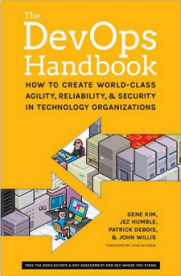 The
DevOps
Handbook
HOW TO CREATE WORLD-CLASS
AGILITY, RELIABILITY, & SECURITY
IN TECHNOLOGY ORGANIZATIONS
GENE KIM,
JEZ HUMBLE,
PATRICK DEBOIS,
& JOHN WILLIS
FOREWORD BY JOHN ALLSPAW
TAKE THE DORA DEVOPS X-RAY ASSESSMENT AND SEE WHERE YOU STAND